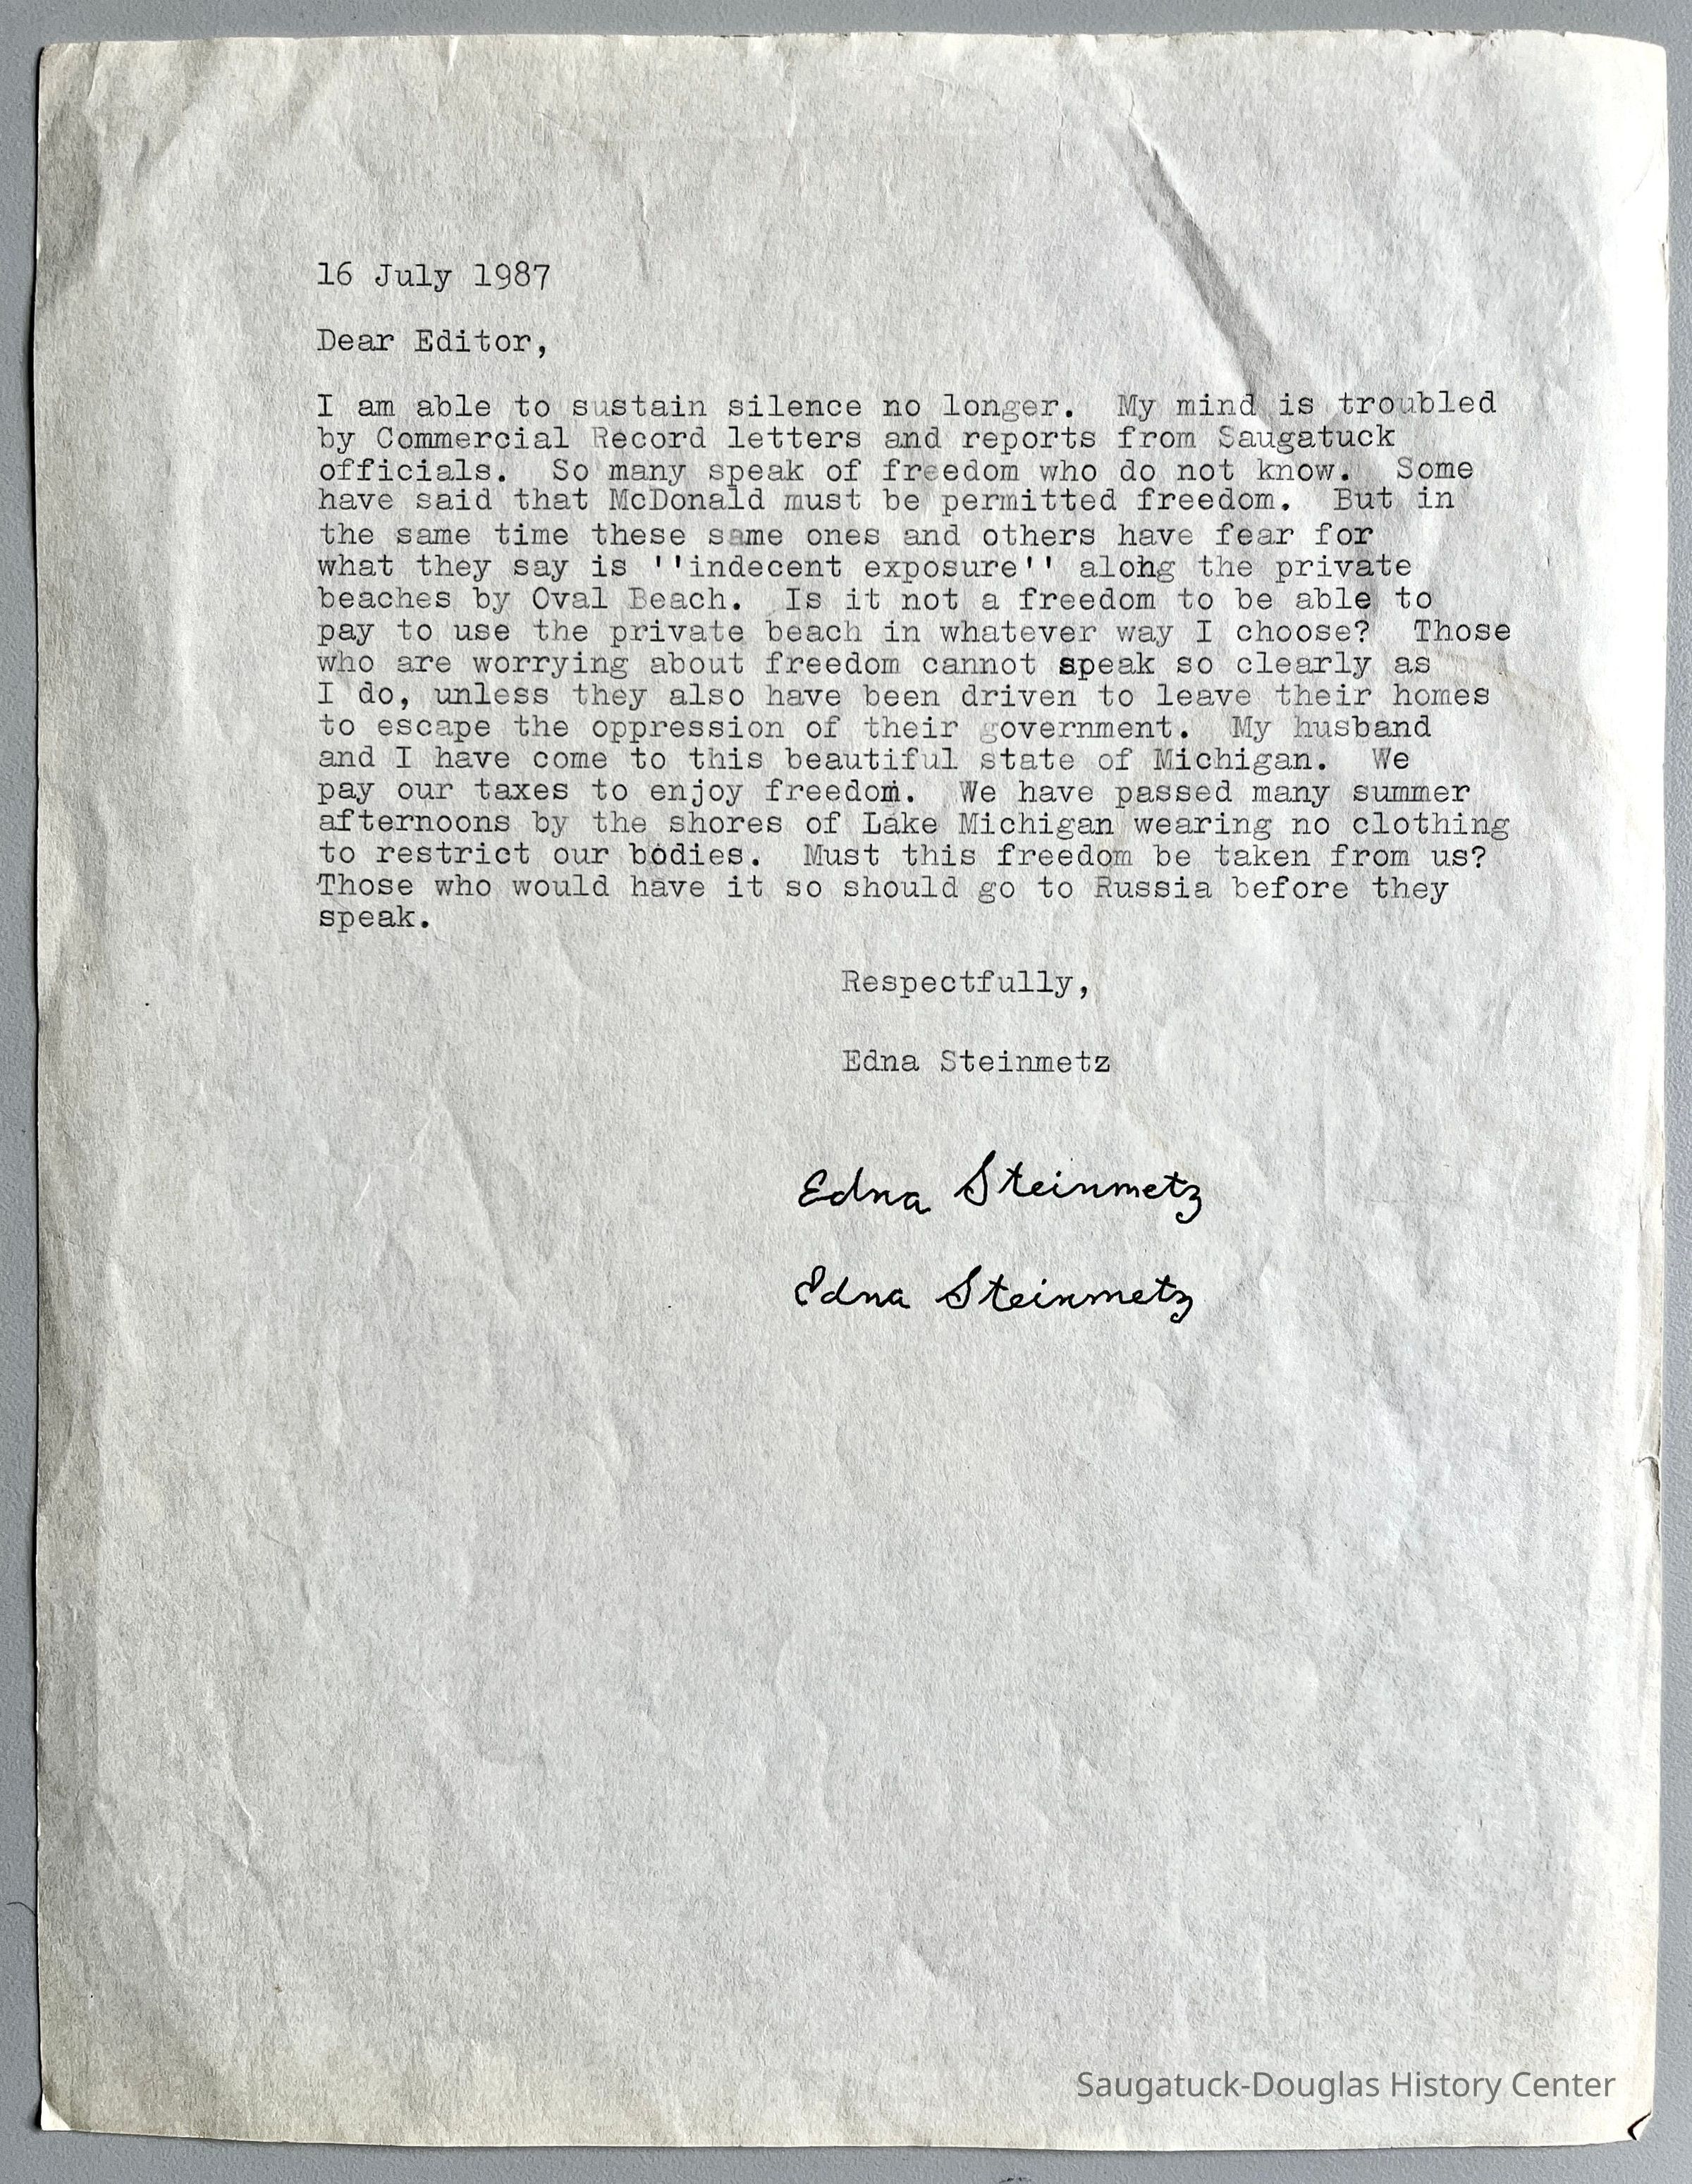 16 July 1987
Dear Editor,
I am able to sustain silence no longer.  My mind is troubled
by Commercial Record letters and reports from Saugatuck
officials.  So many speak of freedom who do not know.  Some
have said that McDonald must be permitted freedom.  But in
the same time these same ones and others have fear for
what they say is ''indecent exposure'' along the private
beaches by Oval Beach.  Is it not a freedom to be able to
pay to use the private beach in whatever way I choose?  Those
who are worrying about freedom cannot speak so clearly as
I do, unless they also have been driven to leave their homes
to escape the oppression of their government.  My husband
and I have come to this beautiful state of Michigan.  We
pay our taxes to enjoy freedom.  We have passed many summer
afternoons by the shores of Lake Michigan wearing no clothing
to restrict our bodies.  Must this freedom be taken from us?
Those who would have it so should go to Russia before they
speak.
Respectfully,
Edna Steinmetz
Edna Steinmetz
Edna Steinmetz
Saugatuck-Douglas History Center